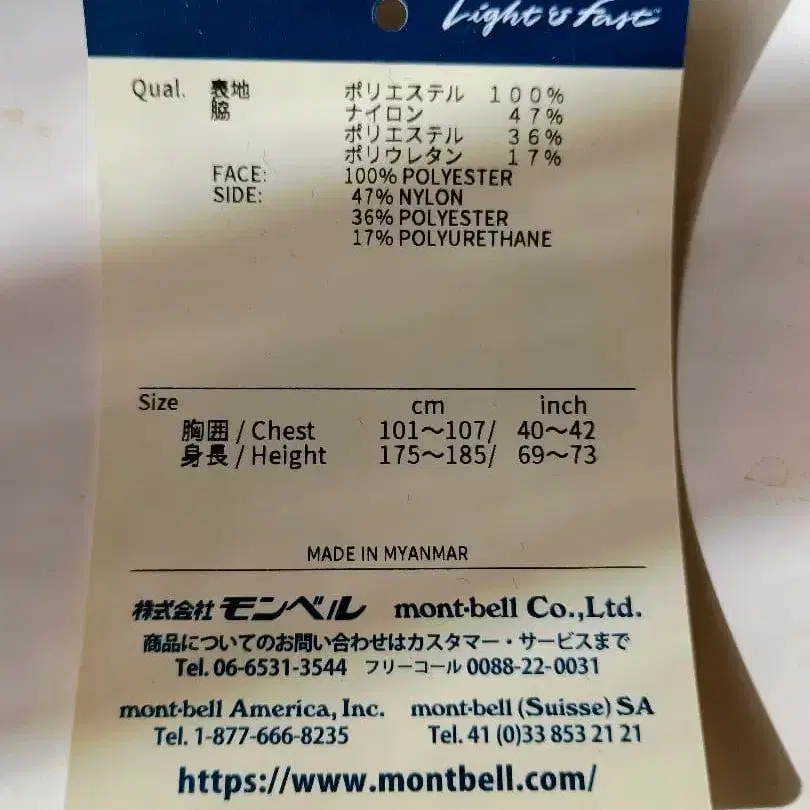 Light & Fast
Qual. 表地 ポリエステル 100%
脇 ナイロン 47%
ポリエステル 36%
ポリウレタン 17%
FACE: 100% POLYESTER
SIDE: 47% NYLON
36% POLYESTER
17% POLYURETHANE
Size cm inch
胸囲 / Chest 101〜107/ 40〜42
身長 / Height 175〜185/ 69〜73
MADE IN MYANMAR
株式会社 モンベル mont-bell Co.,Ltd.
商品についてのお問い合わせはカスタマー・サービスまで
Tel. 06-6531-3544 フリーコール 0088-22-0031
mont-bell America, Inc. mont-bell (Suisse) SA
Tel. 1-877-666-8235 Tel. 41 (0)33 853 21 21
https://www.montbell.com/